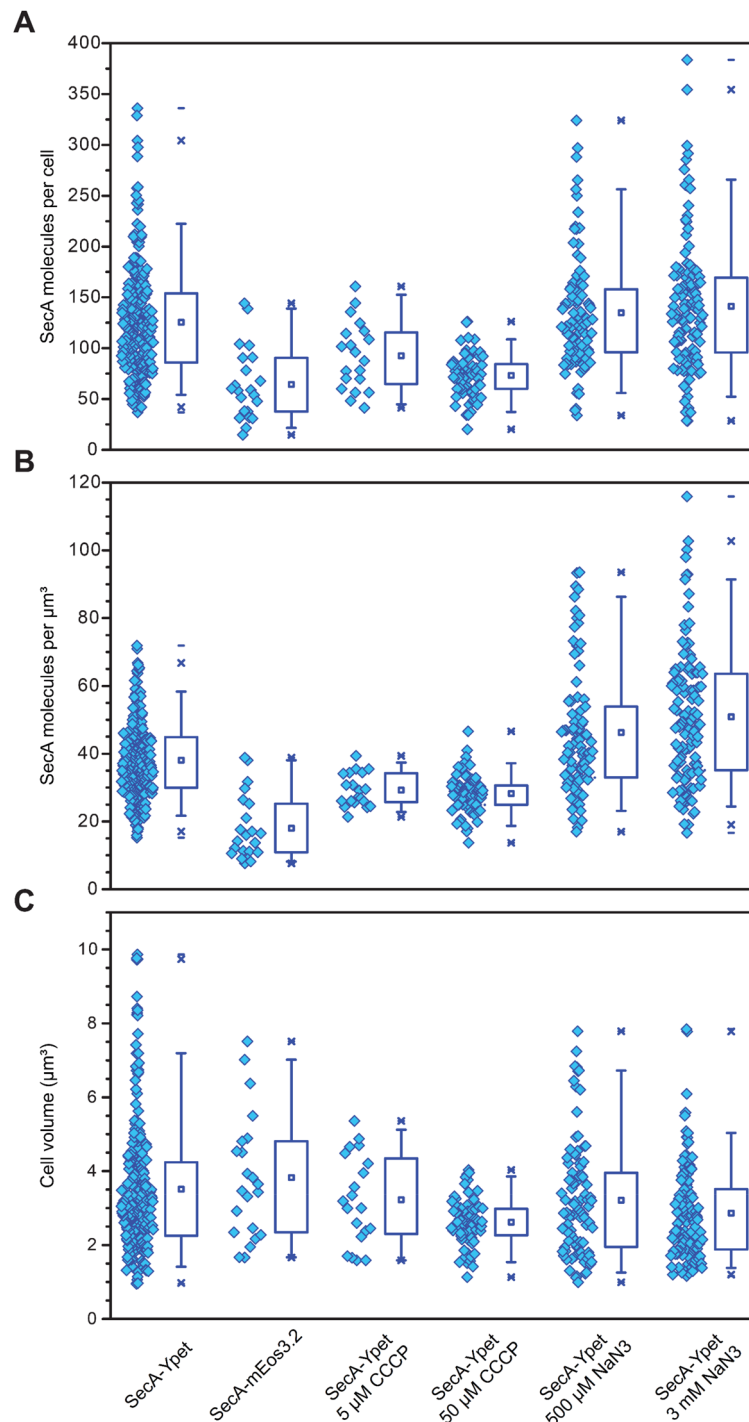 A
400
350
300
250
200
150
100
50
0
SecA molecules per cell
B
120
100
80
60
40
20
0
SecA molecules per µm³
C
10
8
6
4
2
0
Cell volume (µm³)
SecA-Ypet
SecA-mEos3.2
SecA-Ypet
5 µM CCCP
SecA-Ypet
50 µM CCCP
SecA-Ypet
500 µM NaN3
SecA-Ypet
3 mM NaN3